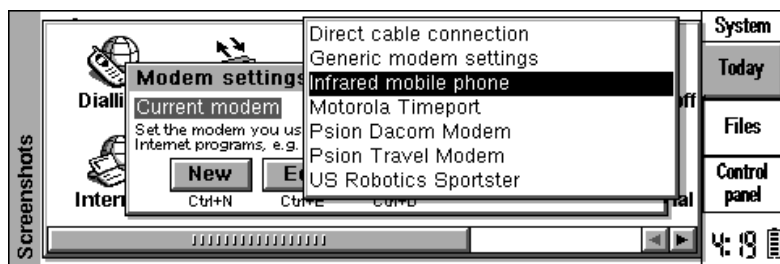 Screenshots
Dialli
Intern
Modem settings
Current modem
Set the modem you us
Internet programs, e.g.
New
Ctrl+N
Ctrl+E
Ctrl+D
Direct cable connection
Generic modem settings
Infrared mobile phone
Motorola Timeport
Psion Dacom Modem
Psion Travel Modem
US Robotics Sportster
off
System
Today
Files
Control
panel
4:19